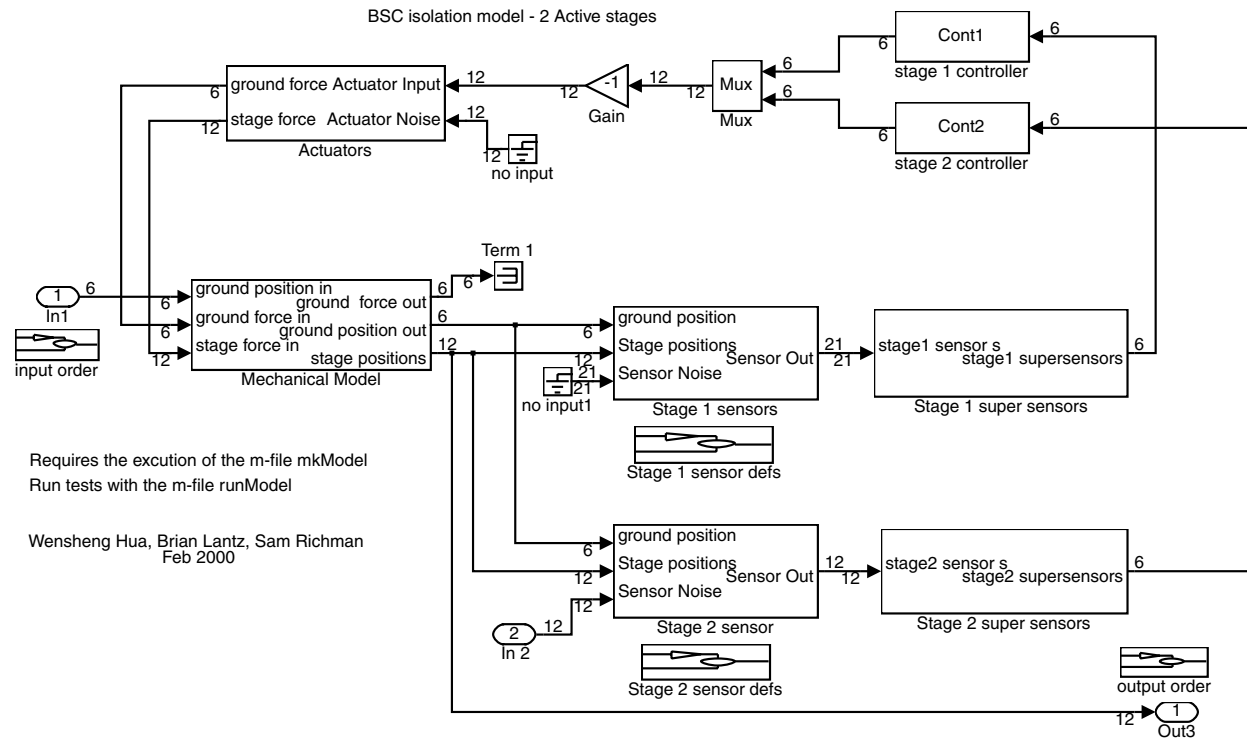 BSC isolation model - 2 Active stages
6
Cont1
6
stage 1 controller
6
6
Cont2
6
stage 2 controller
6
6
Mux
12
Mux
12
-1
12
Gain
12
ground force
Actuator Input
6
stage force
Actuator Noise
12
12
Actuators
12
no input
Term 1
6
1
6
In1
input order
6
ground position in
ground force out
6
6
ground force in
ground position out
6
12
stage force in
stage positions
12
Mechanical Model
6
ground position
12
Stage positions
Sensor Out
21
21
Sensor Noise
21
21
no input1
Stage 1 sensors
stage1 sensor s
stage1 supersensors
6
Stage 1 super sensors
Stage 1 sensor defs
Requires the excution of the m-file mkModel
Run tests with the m-file runModel
Wensheng Hua, Brian Lantz, Sam Richman
Feb 2000
6
ground position
12
Stage positions
Sensor Out
12
12
12
Sensor Noise
Stage 2 sensor
2
12
In 2
stage2 sensor s
stage2 supersensors
6
Stage 2 super sensors
Stage 2 sensor defs
output order
12
1
Out3